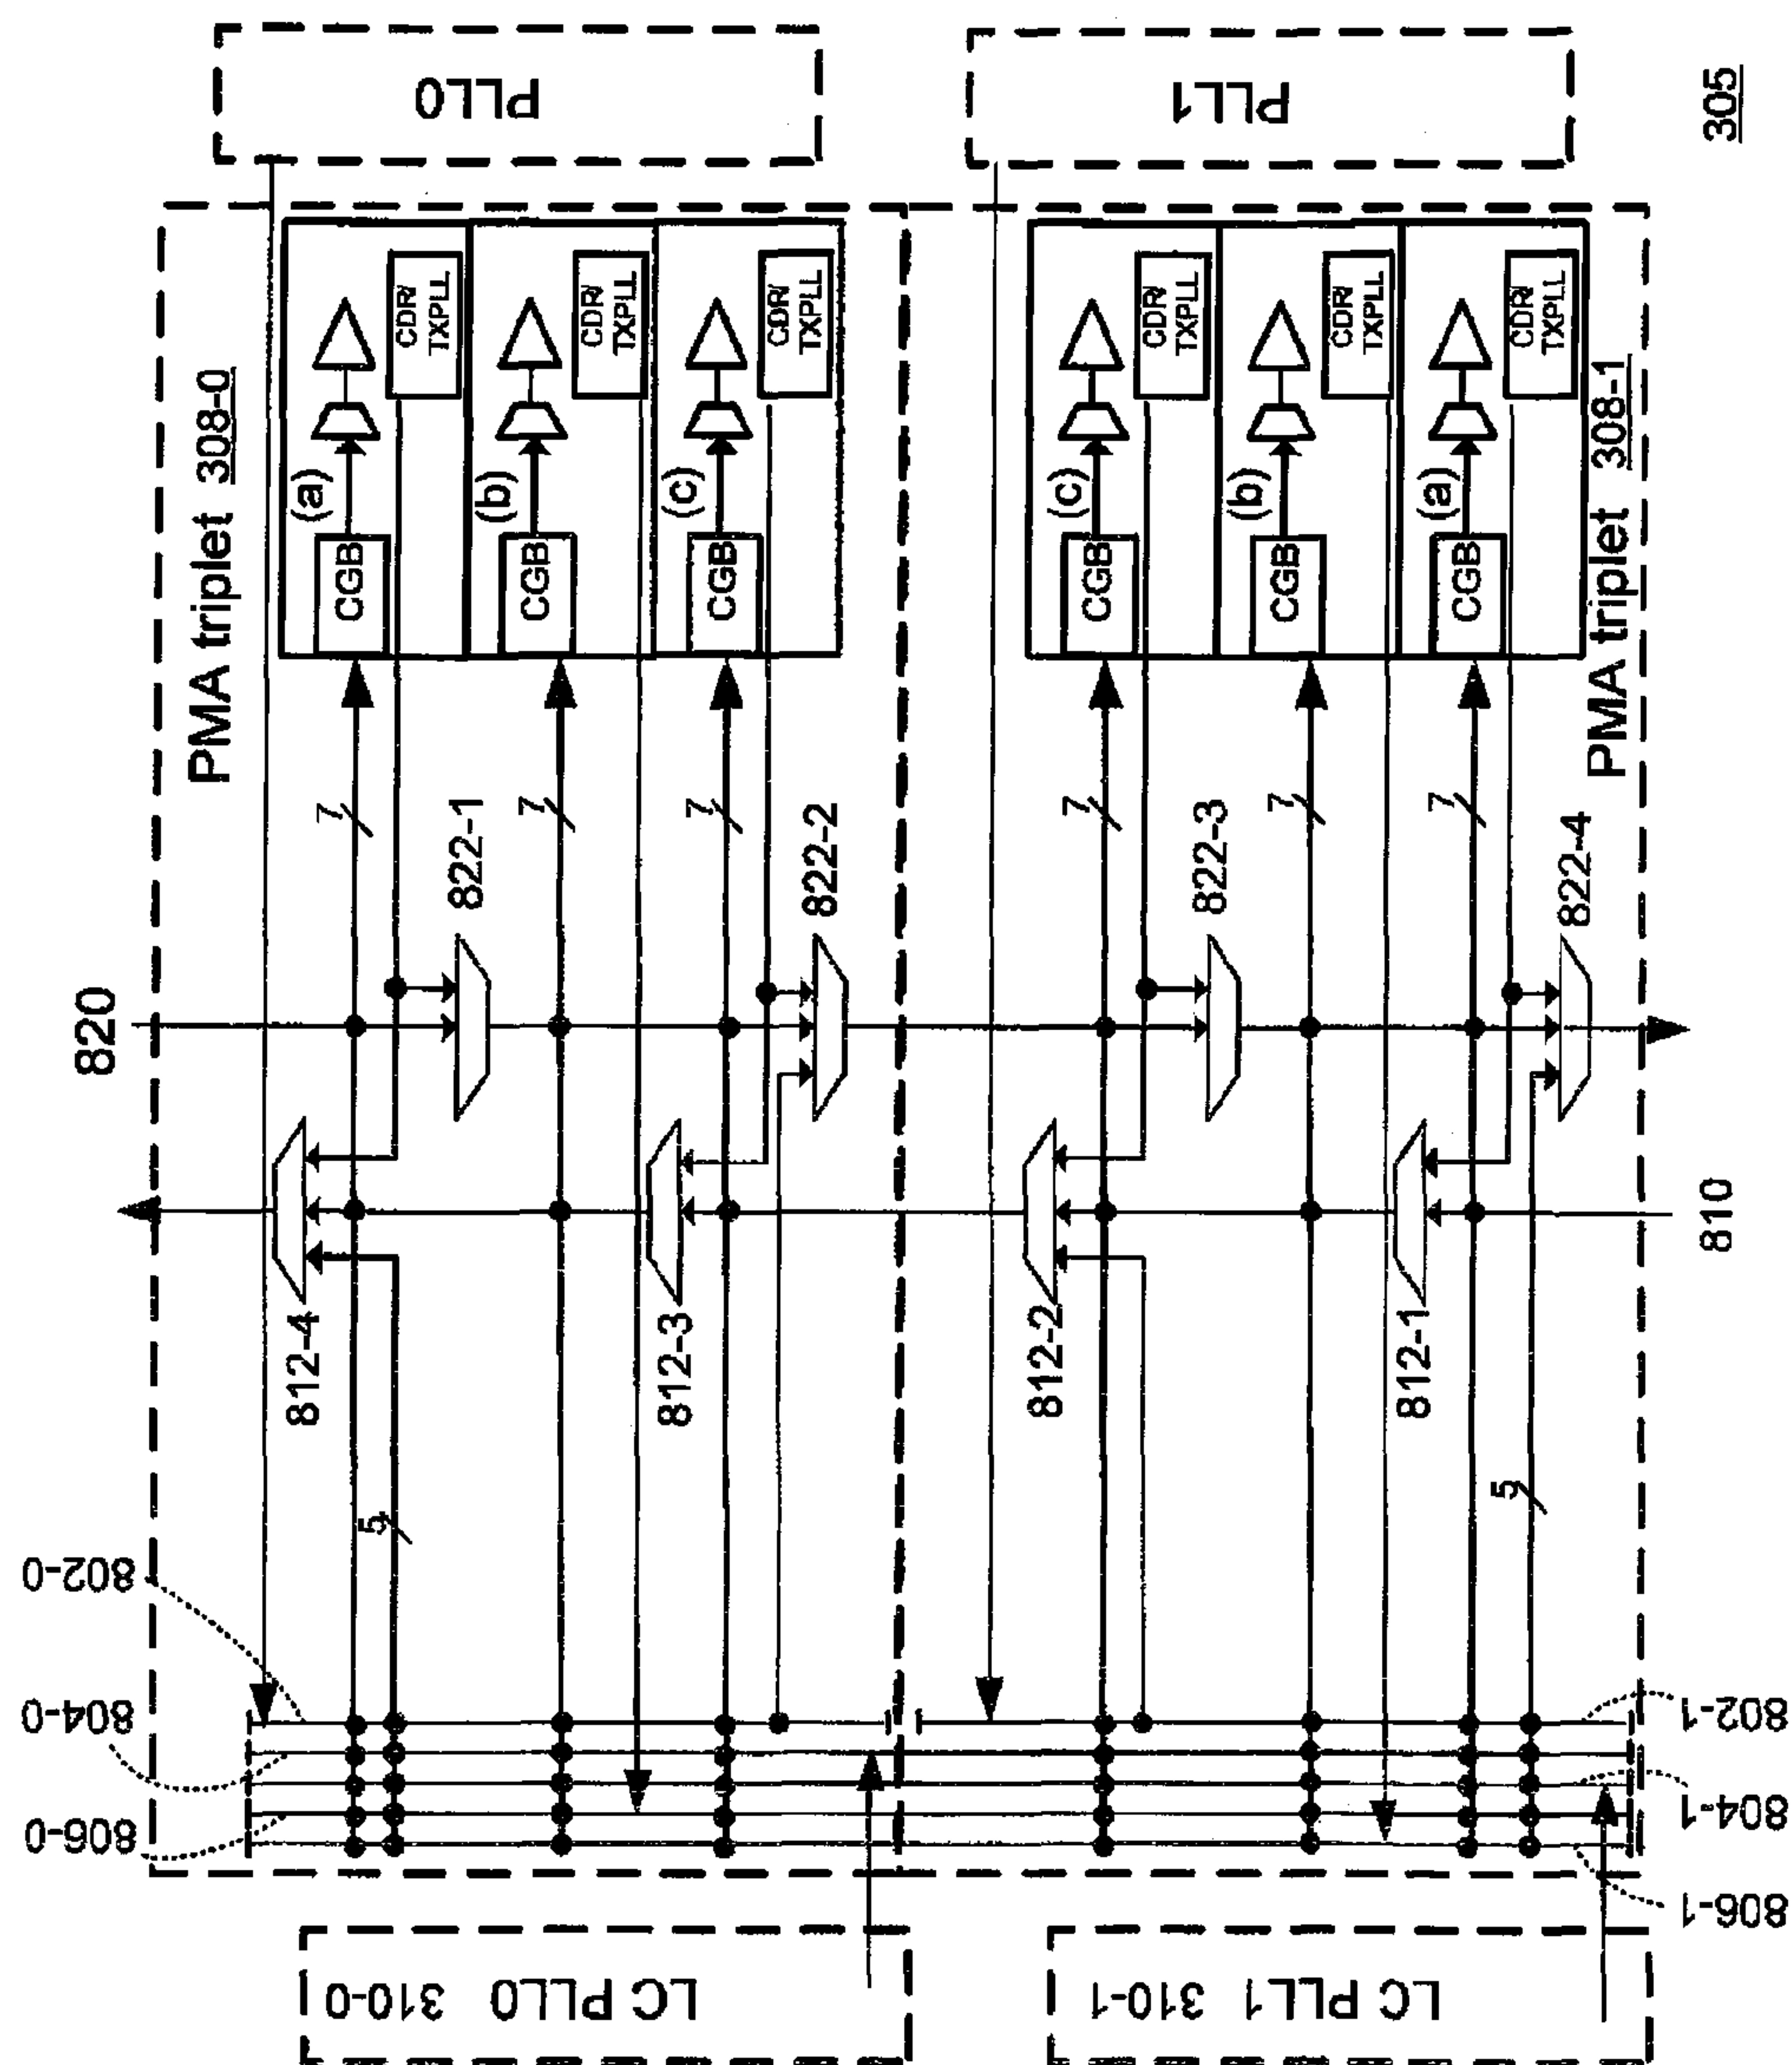 PLL0
PLL1
305
PMA triplet 308-0
(a)
CGB
CDR/
TXPLL
(b)
CGB
CDR/
TXPLL
(c)
CGB
CDR/
TXPLL
PMA triplet 308-1
(c)
CGB
CDR/
TXPLL
(b)
CGB
CDR/
TXPLL
(a)
CGB
CDR/
TXPLL
7
7
7
7
7
7
822-1
822-2
822-3
822-4
820
810
812-4
812-3
812-2
812-1
5
5
802-0
804-0
806-0
802-1
804-1
806-1
LC PLL0 310-0
LC PLL1 310-1